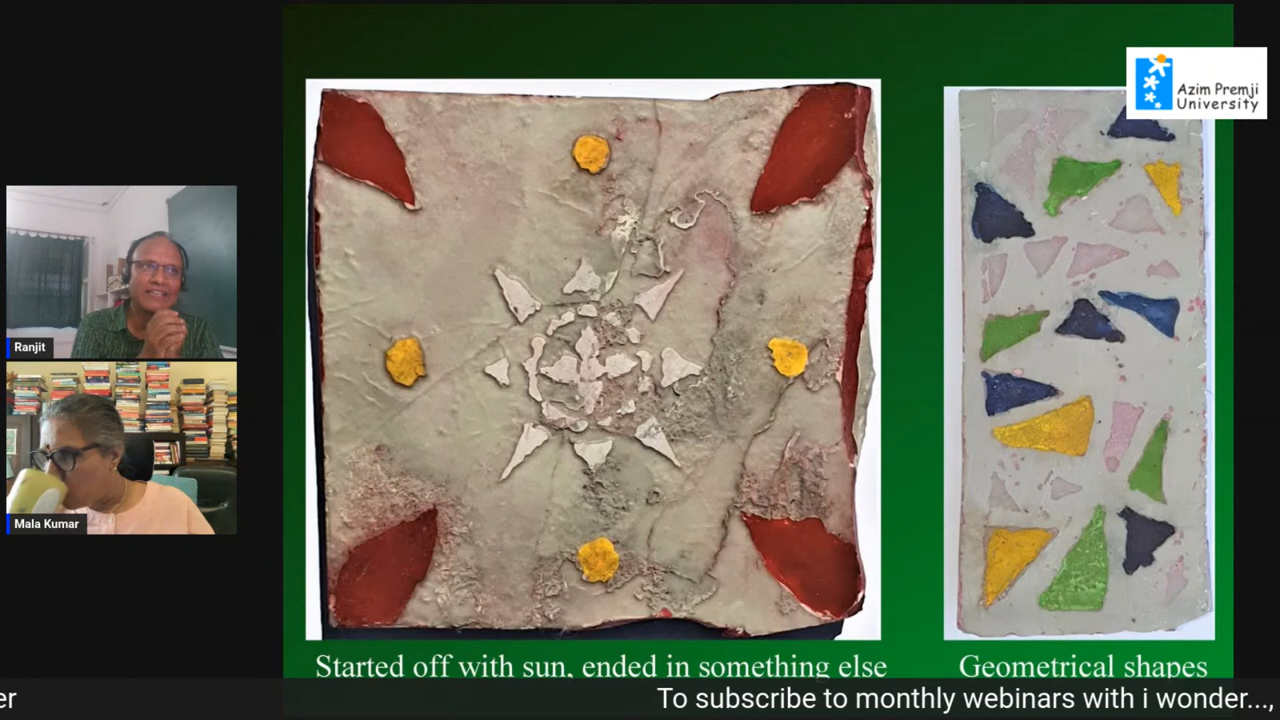 Azim Premji
University
Ranjit
Mala Kumar
Started off with sun, ended in something else
Geometrical shapes
er
To subscribe to monthly webinars with i wonder...,